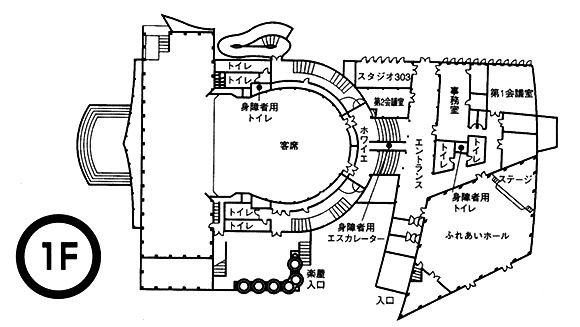 トイレ
トイレ
身障者用
トイレ
客席
トイレ
トイレ
スタジオ303
第2会議室
事務室
第1会議室
ホワイエ
エントランス
トイレ
トイレ
身障者用
トイレ
ステージ
ふれあいホール
身障者用
エスカレーター
楽屋
入口
入口
1F